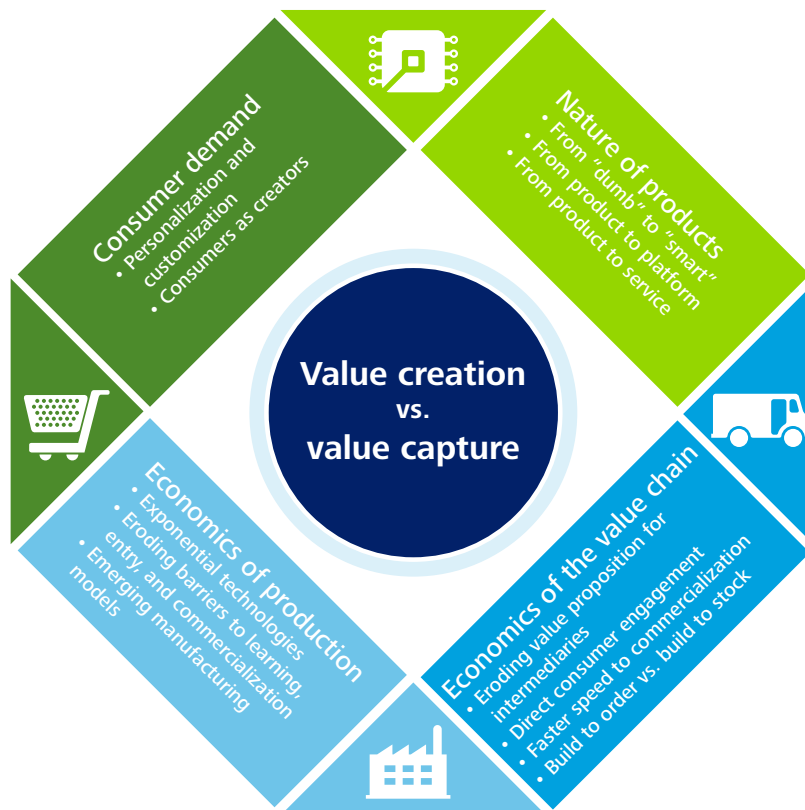 Consumer demand
• Personalization and
customization
• Consumers as creators
Nature of products
• From “dumb” to “smart”
• From product to platform
• From product to service
Value creation
vs.
value capture
Economics of production
• Exponential technologies
• Eroding barriers to learning,
entry, and commercialization
• Emerging manufacturing
models
Economics of the value chain
• Eroding value proposition for
intermediaries
• Direct consumer engagement
• Faster speed to commercialization
• Build to order vs. build to stock